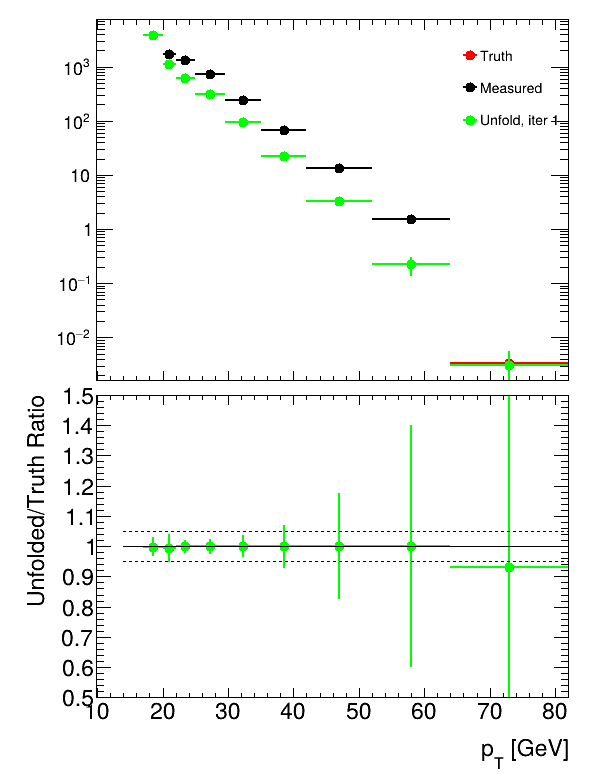 10³
10²
10
1
10⁻¹
10⁻²
Truth
Measured
Unfold, iter 1
Unfolded/Truth Ratio
1.5
1.4
1.3
1.2
1.1
1
0.9
0.8
0.7
0.6
0.5
10 20 30 40 50 60 70 80
p_T [GeV]